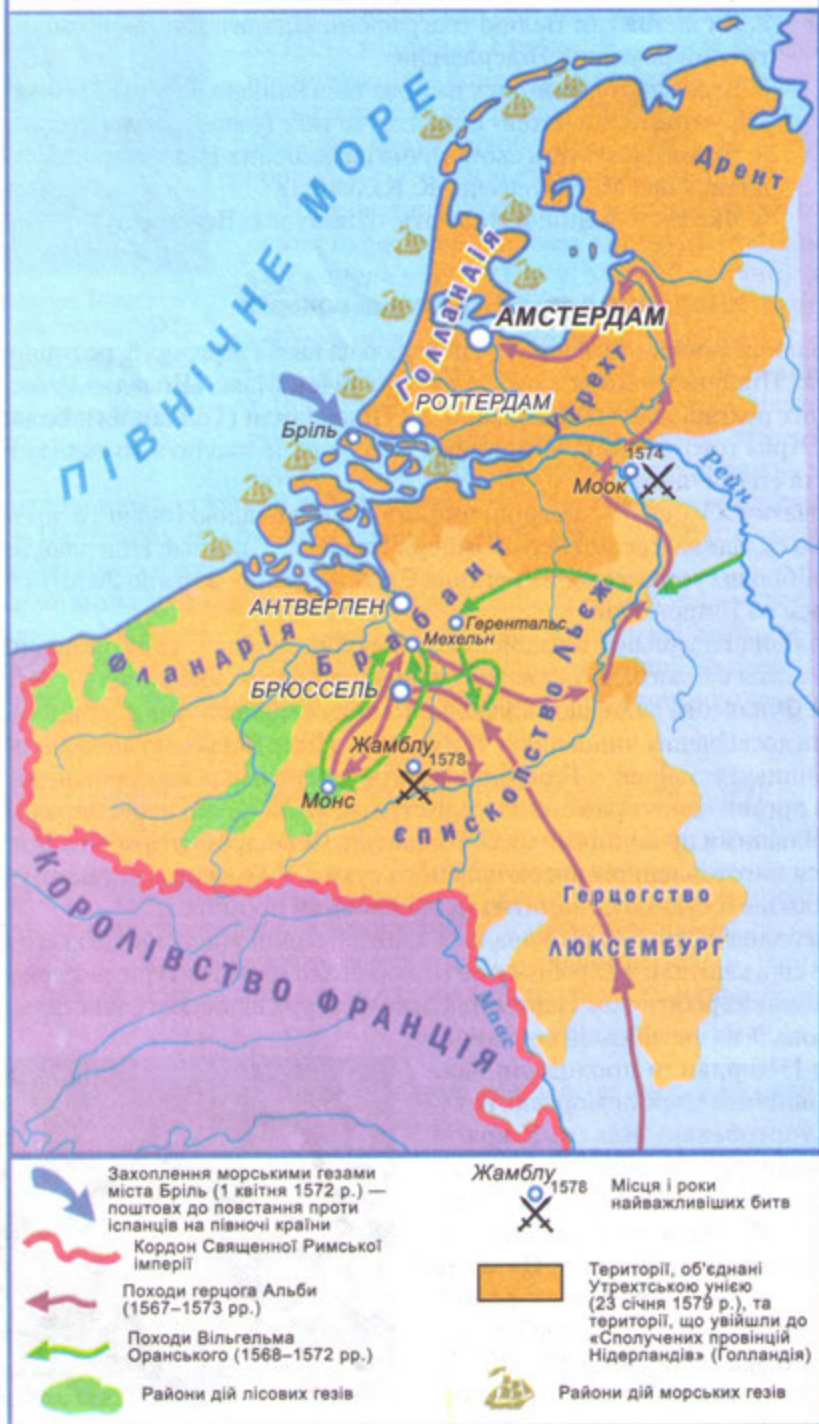 ПІВНІЧНЕ МОРЕ
Дрент
Голландія
АМСТЕРДАМ
Утрехт
РОТТЕРДАМ
Бріль
1574
Моок
Рейн
АНТВЕРПЕН
Герентальс
Мехельн
Фландрія
Брабант
БРЮССЕЛЬ
ЄПИСКОПСТВО ЛЬЄЖ
Жамблу
1578
Монс
Герцогство
ЛЮКСЕМБУРГ
КОРОЛІВСТВО ФРАНЦІЯ
Маас
Захоплення морськими гезами
міста Бріль (1 квітня 1572 р.) —
поштовх до повстання проти
іспанців на півночі країни
Кордон Священної Римської
імперії
Походи герцога Альби
(1567–1573 рр.)
Походи Вільгельма
Оранського (1568–1572 рр.)
Райони дій лісових гезів
Жамблу
1578
Місця і роки
найважливіших битв
Території, об'єднані
Утрехтською унією
(23 січня 1579 р.), та
території, що увійшли до
«Сполучених провінцій
Нідерландів» (Голландія)
Райони дій морських гезів